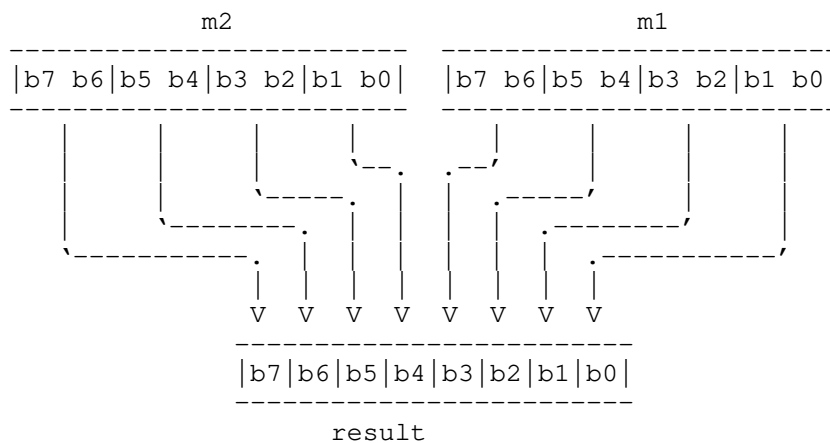 m2 m1
|b7 b6|b5 b4|b3 b2|b1 b0| |b7 b6|b5 b4|b3 b2|b1 b0
V V V V V V V V
|b7|b6|b5|b4|b3|b2|b1|b0|
result